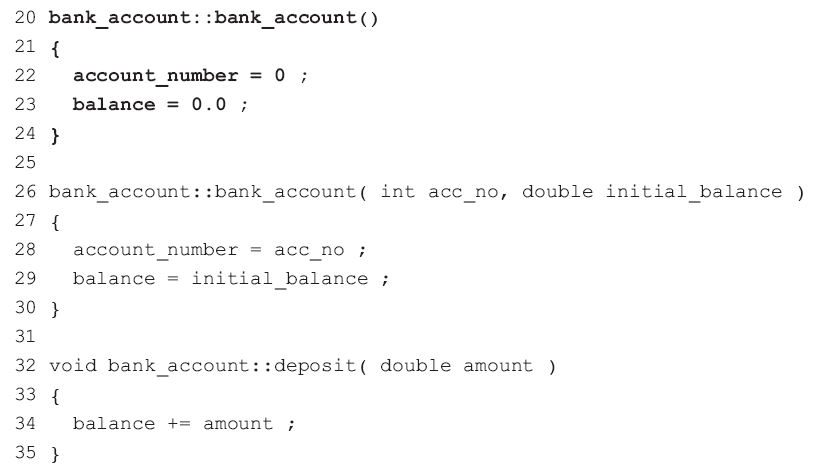 20 bank_account::bank_account()
21 {
22   account_number = 0 ;
23   balance = 0.0 ;
24 }
25
26 bank_account::bank_account( int acc_no, double initial_balance )
27 {
28   account_number = acc_no ;
29   balance = initial_balance ;
30 }
31
32 void bank_account::deposit( double amount )
33 {
34   balance += amount ;
35 }